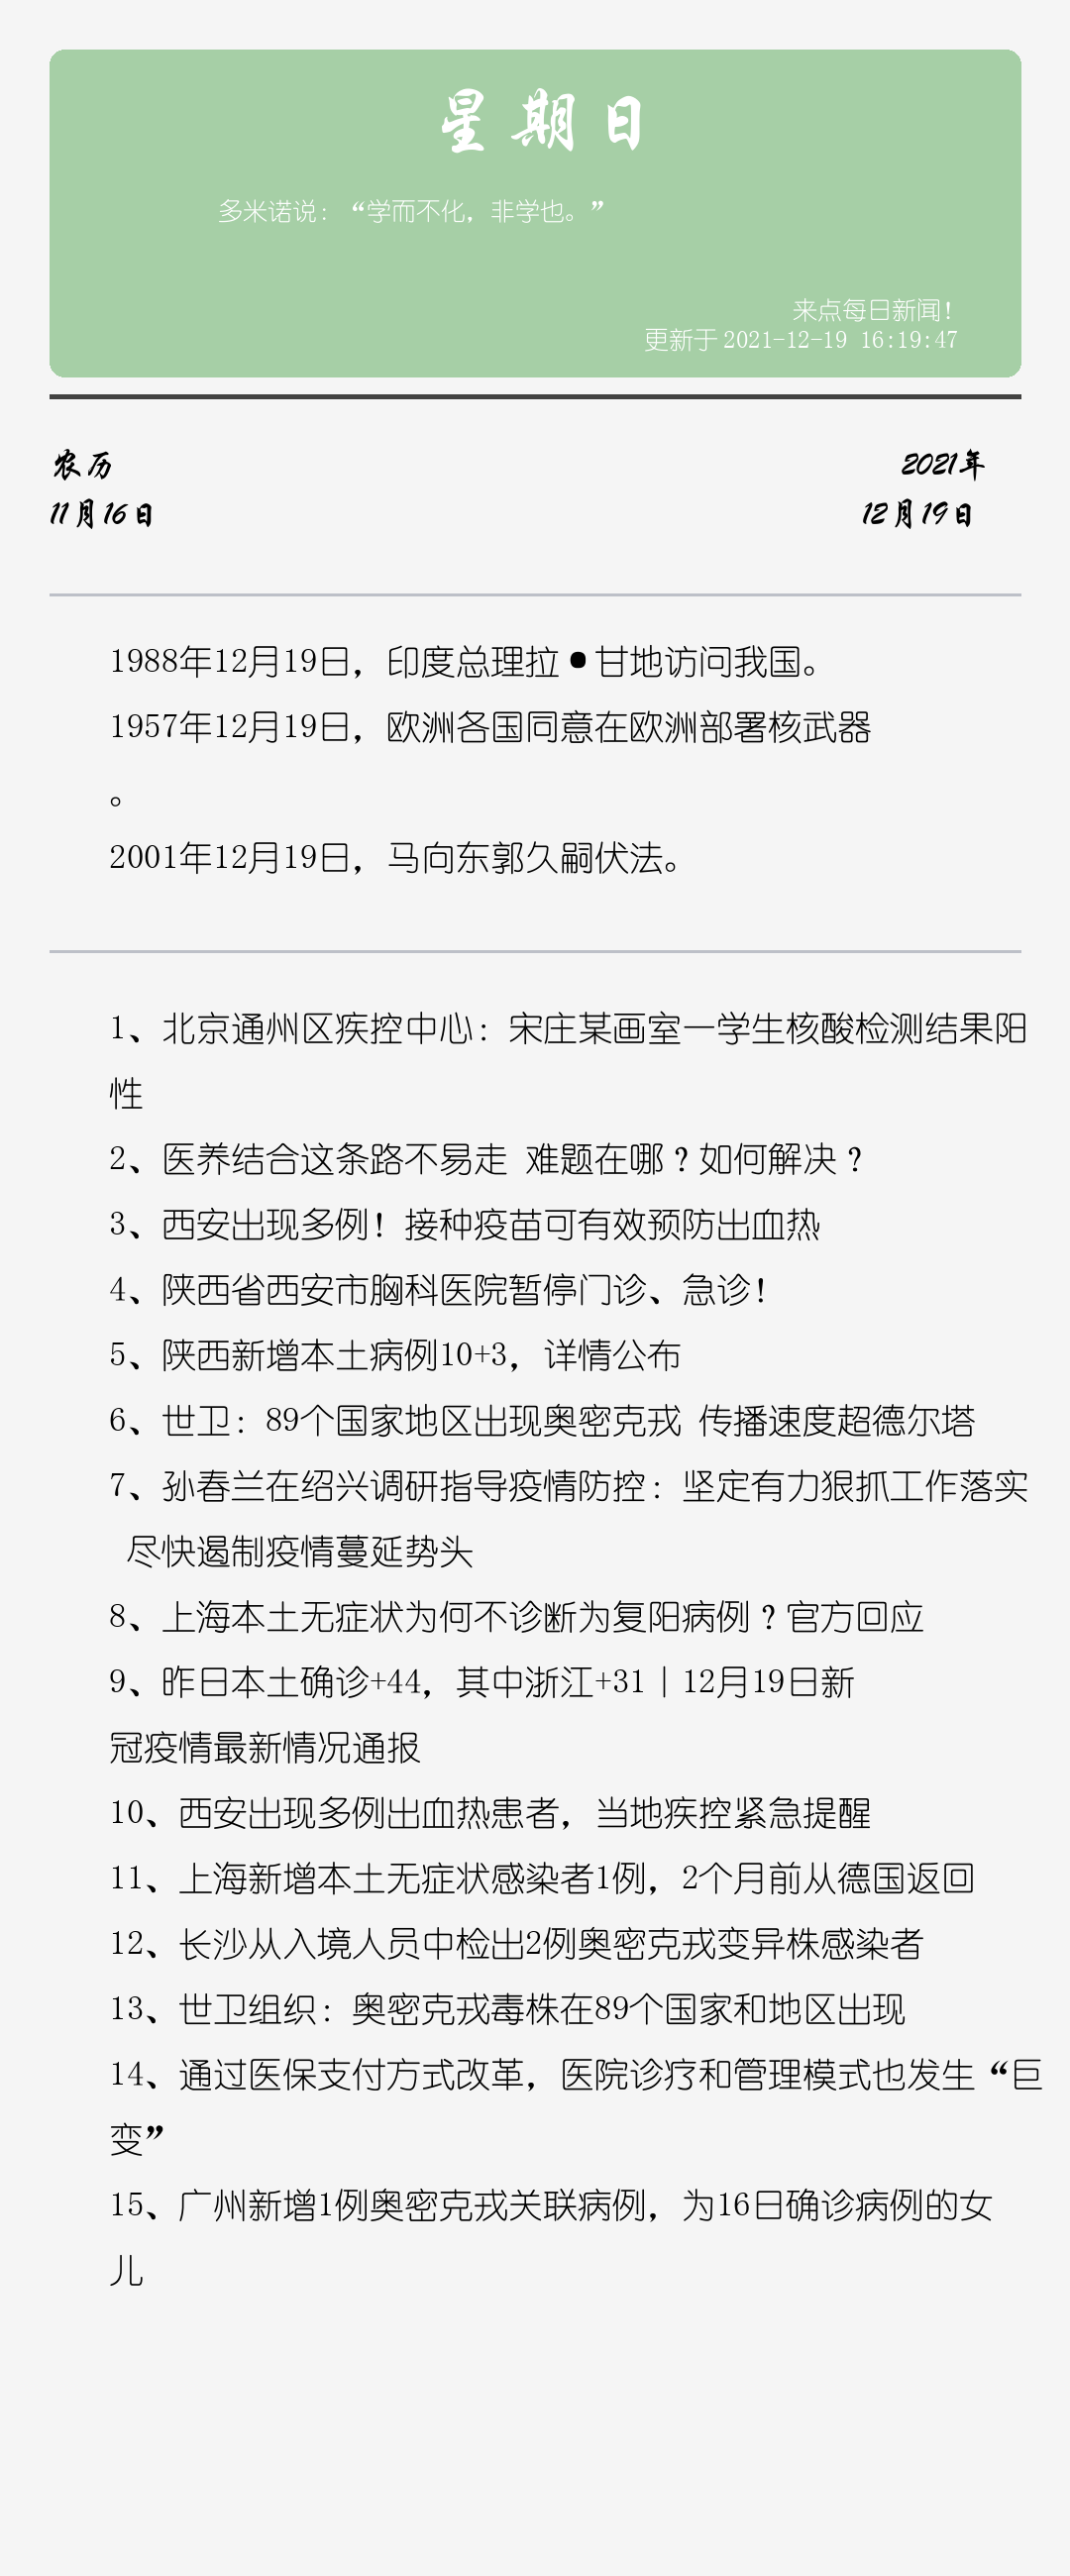 星期日
多米诺说：“学而不化，非学也。”
来点每日新闻！
更新于2021-12-19 16:19:47
农历
11月16日
2021年
12月19日
1988年12月19日，印度总理拉•甘地访问我国。
1957年12月19日，欧洲各国同意在欧洲部署核武器
。
2001年12月19日，马向东郭久嗣伏法。
1、北京通州区疾控中心：宋庄某画室一学生核酸检测结果阳
性
2、医养结合这条路不易走 难题在哪？如何解决？
3、西安出现多例！接种疫苗可有效预防出血热
4、陕西省西安市胸科医院暂停门诊、急诊！
5、陕西新增本土病例10+3，详情公布
6、世卫：89个国家地区出现奥密克戎 传播速度超德尔塔
7、孙春兰在绍兴调研指导疫情防控：坚定有力狠抓工作落实
尽快遏制疫情蔓延势头
8、上海本土无症状为何不诊断为复阳病例？官方回应
9、昨日本土确诊+44，其中浙江+31丨12月19日新
冠疫情最新情况通报
10、西安出现多例出血热患者，当地疾控紧急提醒
11、上海新增本土无症状感染者1例，2个月前从德国返回
12、长沙从入境人员中检出2例奥密克戎变异株感染者
13、世卫组织：奥密克戎毒株在89个国家和地区出现
14、通过医保支付方式改革，医院诊疗和管理模式也发生“巨
变”
15、广州新增1例奥密克戎关联病例，为16日确诊病例的女
儿